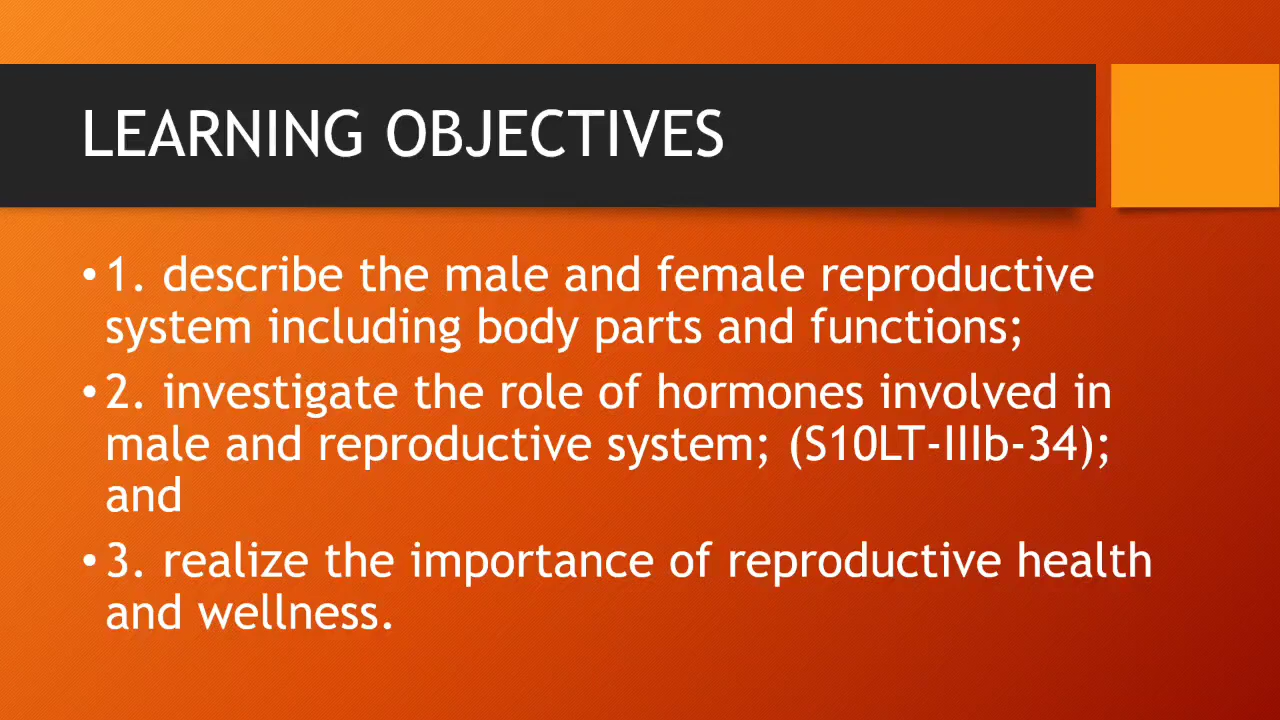 LEARNING OBJECTIVES
• 1. describe the male and female reproductive
system including body parts and functions;
• 2. investigate the role of hormones involved in
male and reproductive system; (S10LT-IIIb-34);
and
• 3. realize the importance of reproductive health
and wellness.